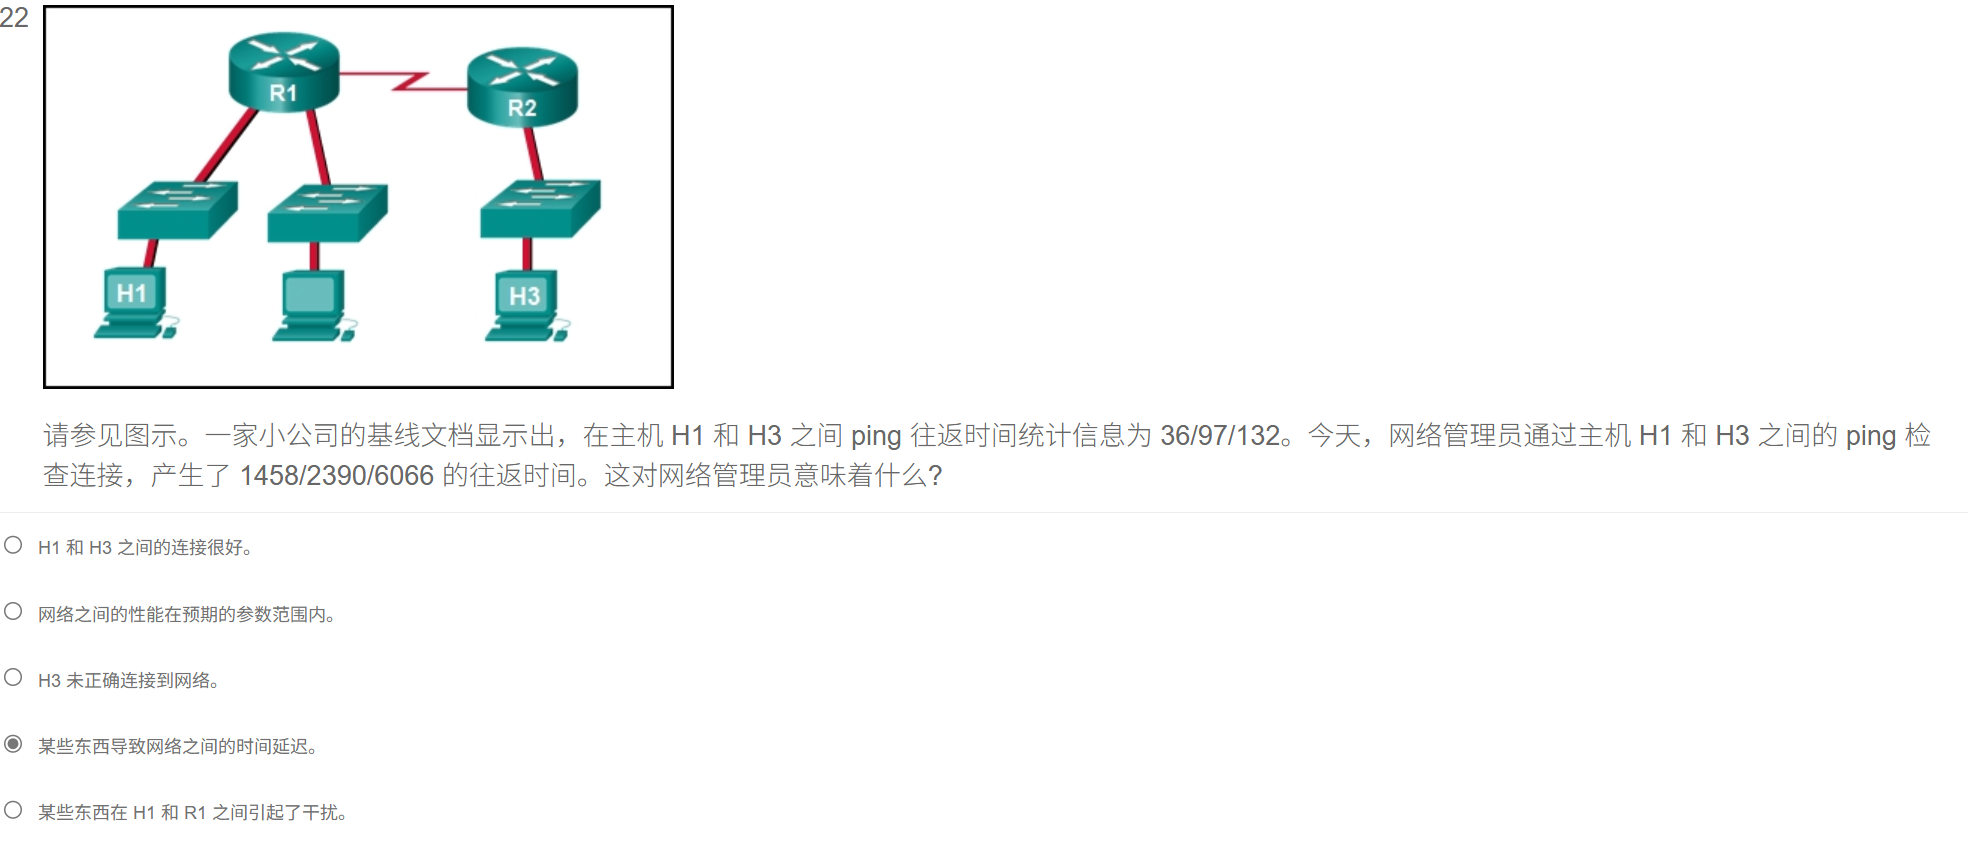 22
R1
R2
H1
H3
请参见图示。一家小公司的基线文档显示出，在主机 H1 和 H3 之间 ping 往返时间统计信息为 36/97/132。今天，网络管理员通过主机 H1 和 H3 之间的 ping 检
查连接，产生了 1458/2390/6066 的往返时间。这对网络管理员意味着什么?
H1 和 H3 之间的连接很好。
网络之间的性能在预期的参数范围内。
H3 未正确连接到网络。
某些东西导致网络之间的时间延迟。
某些东西在 H1 和 R1 之间引起了干扰。